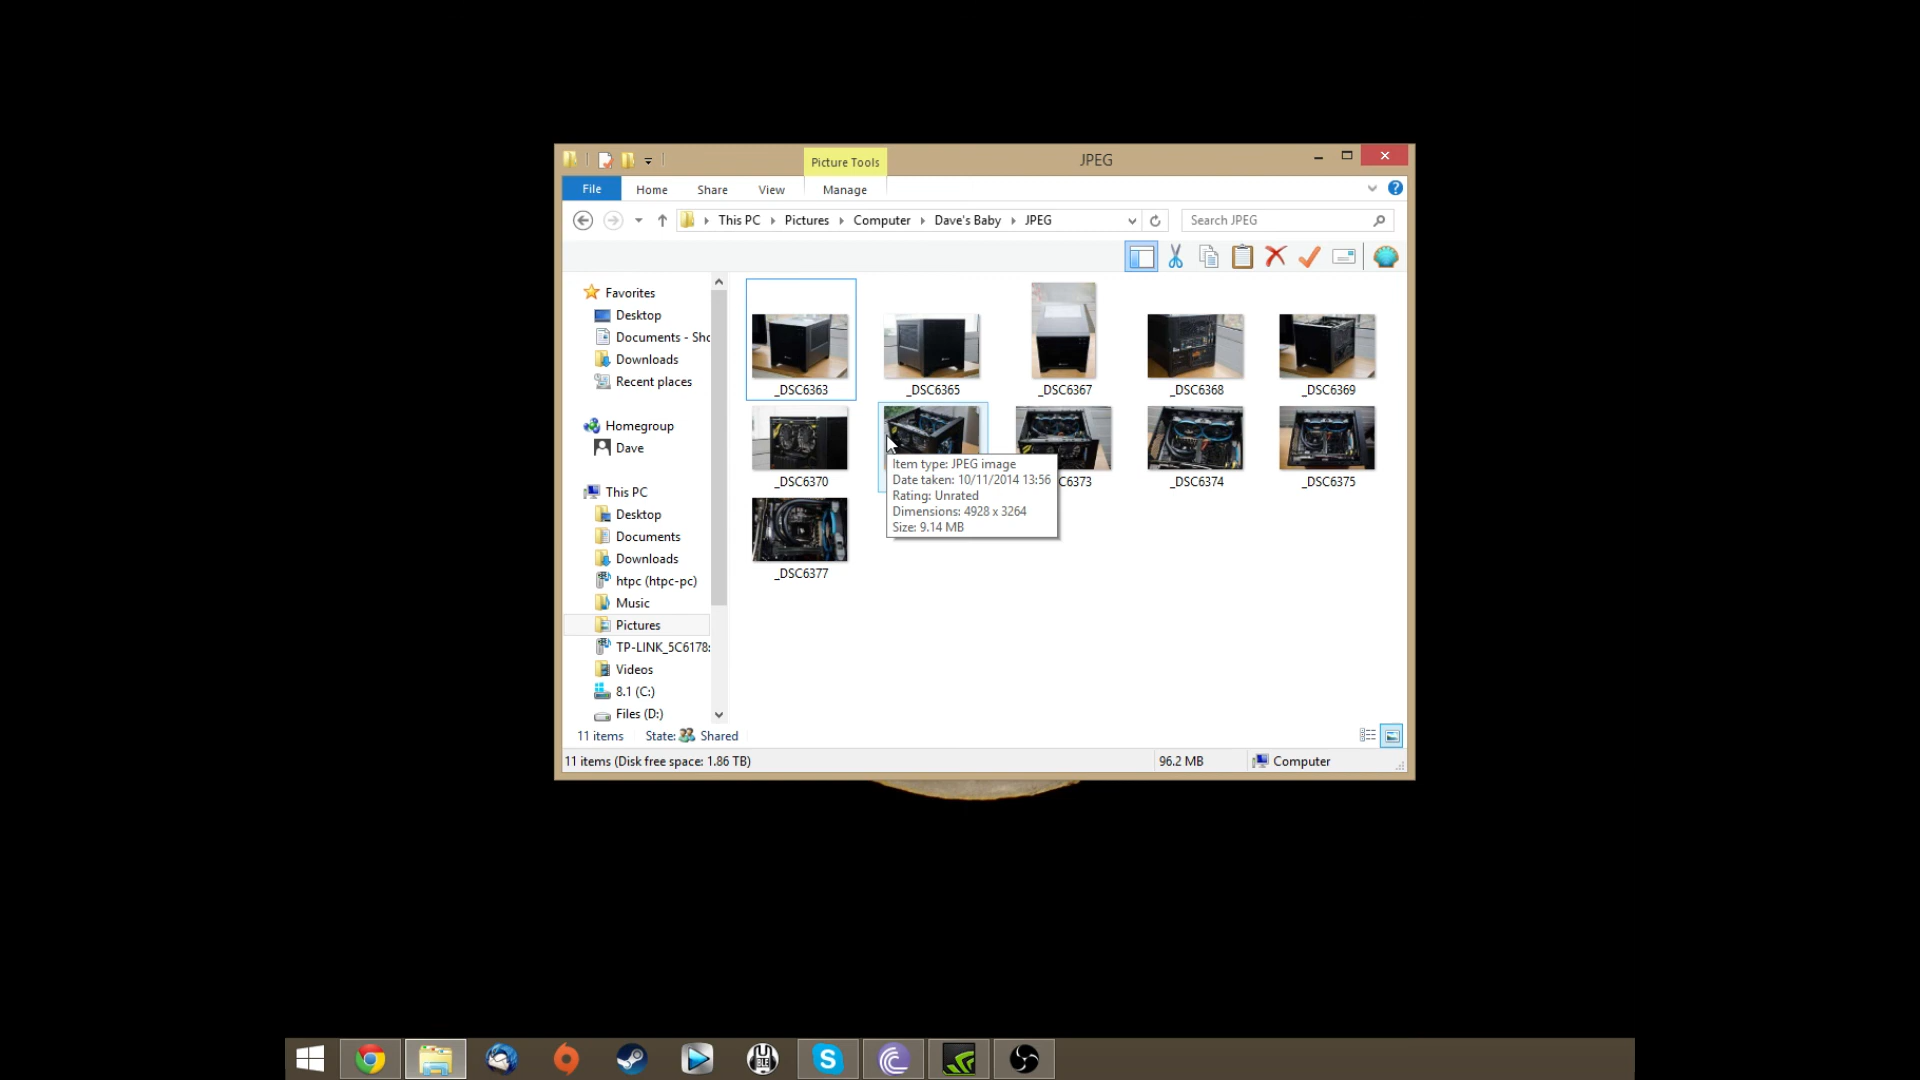 Picture Tools
JPEG
File
Home
Share
View
Manage
This PC
Pictures
Computer
Dave's Baby
JPEG
Search JPEG
Favorites
Desktop
Documents - Sho
Downloads
Recent places
Homegroup
Dave
This PC
Desktop
Documents
Downloads
htpc (htpc-pc)
Music
Pictures
TP-LINK_5C6178:
Videos
8.1 (C:)
Files (D:)
_DSC6363
_DSC6365
_DSC6367
_DSC6368
_DSC6369
_DSC6370
C6373
_DSC6374
_DSC6375
_DSC6377
Item type: JPEG image
Date taken: 10/11/2014 13:56
Rating: Unrated
Dimensions: 4928 x 3264
Size: 9.14 MB
11 items
State:
Shared
11 items (Disk free space: 1.86 TB)
96.2 MB
Computer